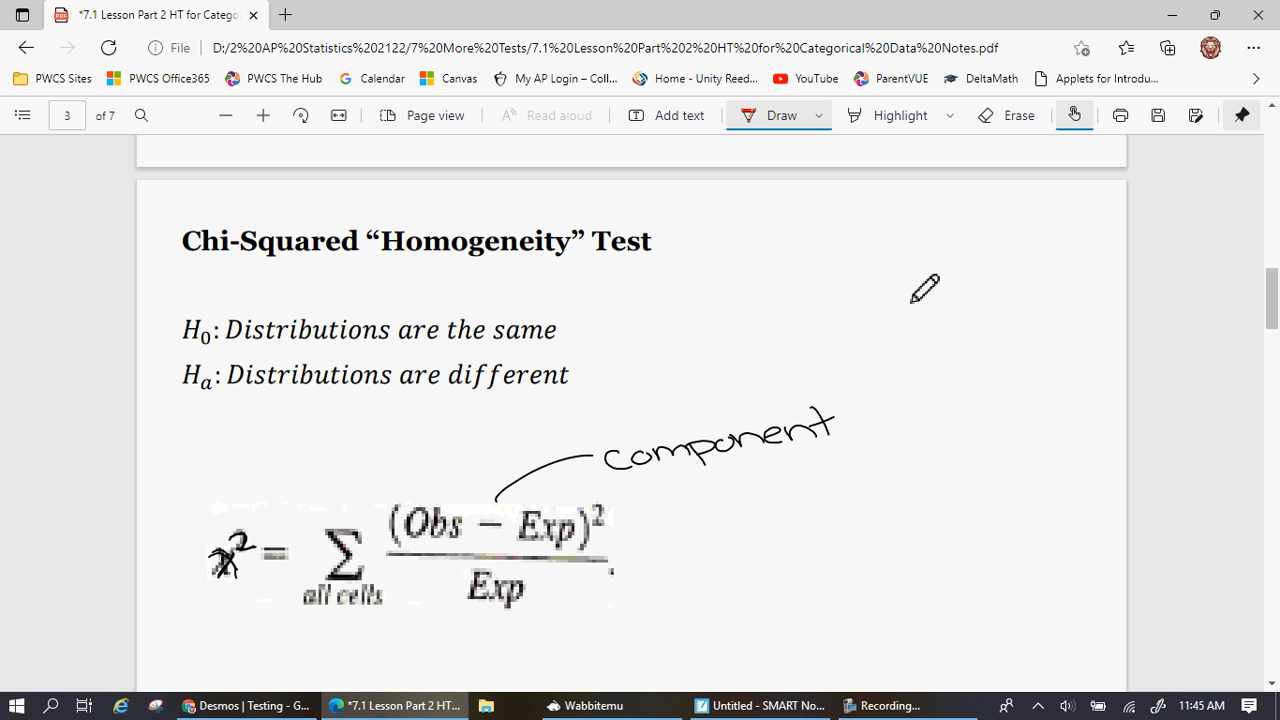 *7.1 Lesson Part 2 HT for Catego
File D:/2%20AP%20Statistics%202122/7%20More%20Tests/7.1%20Lesson%20Part%202%20HT%20for%20Categorical%20Data%20Notes.pdf
PWCS Sites PWCS Office365 PWCS The Hub Calendar Canvas My AP Login – Coll... Home - Unity Reed... YouTube ParentVUE DeltaMath Applets for Introdu...
3 of 7 Page view Read aloud Add text Draw Highlight Erase
Chi-Squared “Homogeneity” Test
H₀: Distributions are the same
Hₐ: Distributions are different
component
x² = ∑ all cells (Obs − Exp)² / Exp .
Desmos | Testing - G... *7.1 Lesson Part 2 HT... Wabbitemu Untitled - SMART No... Recording... 11:45 AM